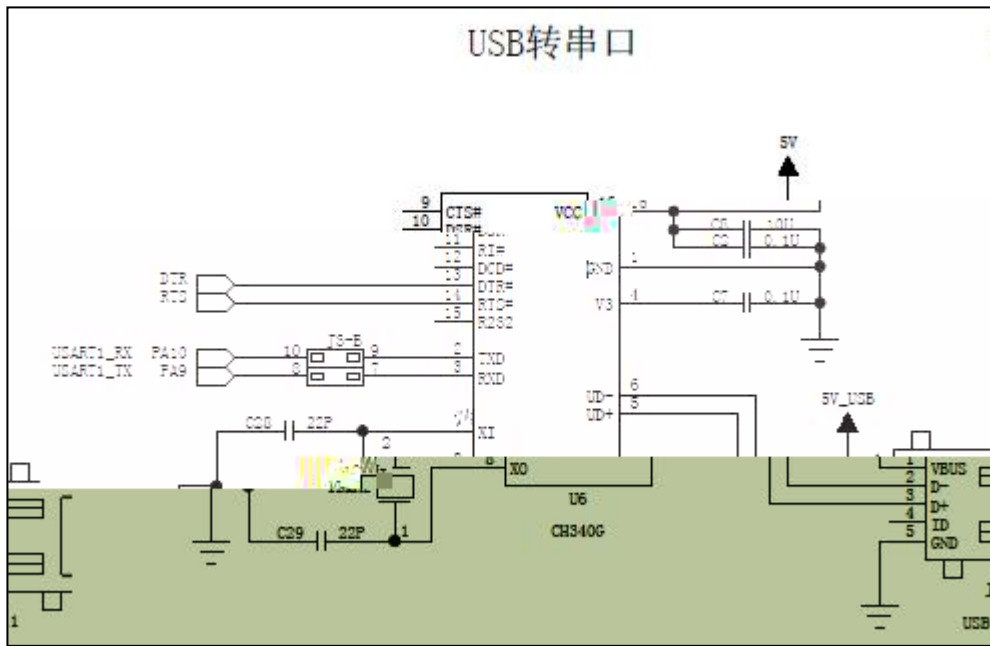 USB转串口
5V
9
CTS#
VCC
10
DSR#
10U
11
RI#
C2
0.1U
12
DCD#
GND
1
DTR
13
DTR#
RTS
14
RTS#
V3
4
C7
0.1U
15
R232
J3-B
USART1_RX
PA10
10
9
2
TXD
USART1_TX
PA9
8
7
3
RXD
UD-
6
UD+
5
5V_USB
C28
22P
XI
2
8
XO
1
VBUS
2
D-
3
D+
4
ID
5
GND
U6
C29
22P
1
CH340G
1
USB